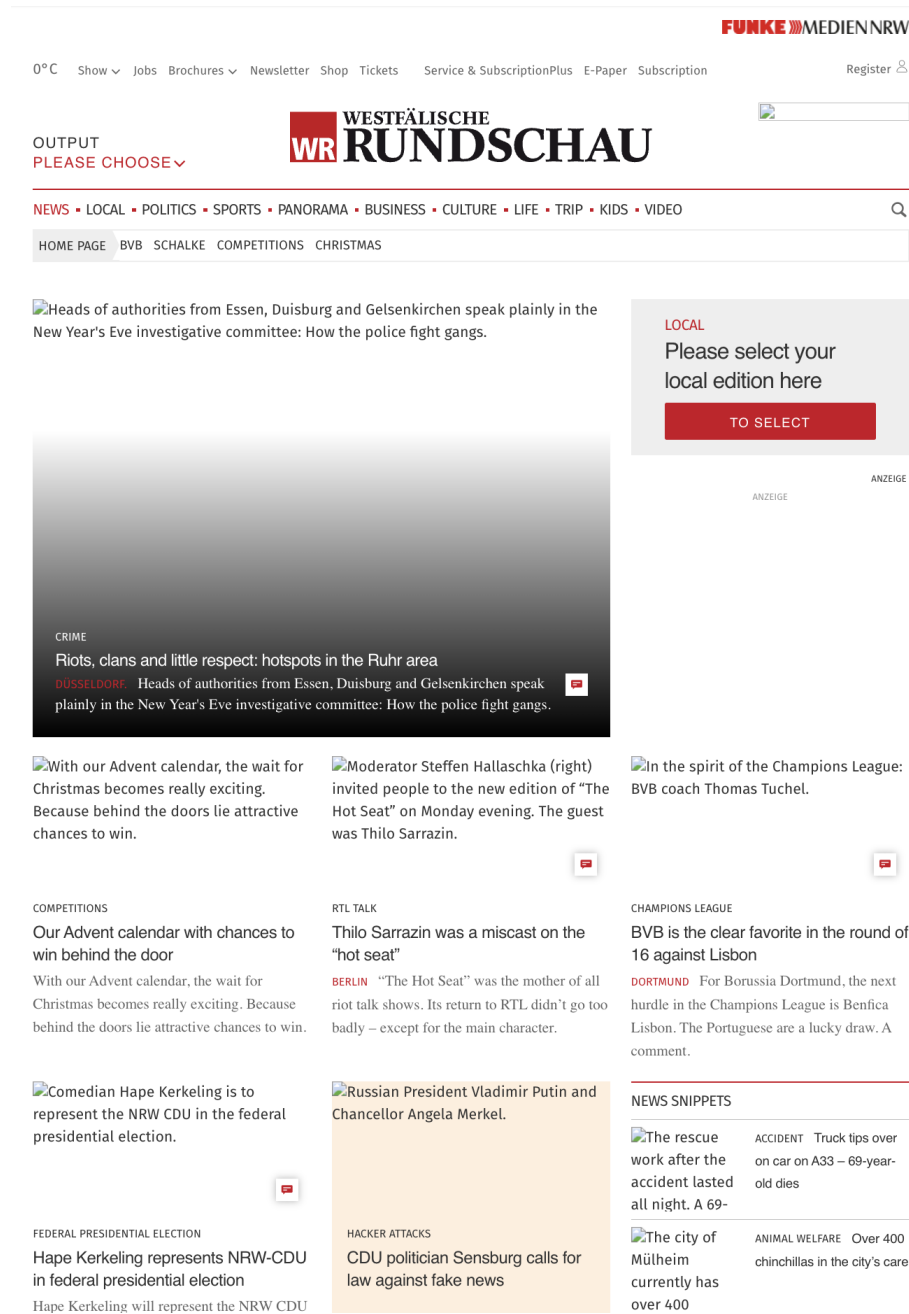 FUNKE MEDIEN NRW
0°C Show Jobs Brochures Newsletter Shop Tickets Service & SubscriptionPlus E-Paper Subscription Register
OUTPUT
PLEASE CHOOSE
WR WESTFÄLISCHE
RUNDSCHAU
NEWS LOCAL POLITICS SPORTS PANORAMA BUSINESS CULTURE LIFE TRIP KIDS VIDEO
HOME PAGE BVB SCHALKE COMPETITIONS CHRISTMAS
Heads of authorities from Essen, Duisburg and Gelsenkirchen speak plainly in the
New Year's Eve investigative committee: How the police fight gangs.
LOCAL
Please select your
local edition here
TO SELECT
ANZEIGE
ANZEIGE
CRIME
Riots, clans and little respect: hotspots in the Ruhr area
DÜSSELDORF. Heads of authorities from Essen, Duisburg and Gelsenkirchen speak
plainly in the New Year's Eve investigative committee: How the police fight gangs.
With our Advent calendar, the wait for
Christmas becomes really exciting.
Because behind the doors lie attractive
chances to win.
COMPETITIONS
Our Advent calendar with chances to
win behind the door
With our Advent calendar, the wait for
Christmas becomes really exciting. Because
behind the doors lie attractive chances to win.
Moderator Steffen Hallaschka (right)
invited people to the new edition of “The
Hot Seat” on Monday evening. The guest
was Thilo Sarrazin.
RTL TALK
Thilo Sarrazin was a miscast on the
“hot seat”
BERLIN “The Hot Seat” was the mother of all
riot talk shows. Its return to RTL didn’t go too
badly – except for the main character.
In the spirit of the Champions League:
BVB coach Thomas Tuchel.
CHAMPIONS LEAGUE
BVB is the clear favorite in the round of
16 against Lisbon
DORTMUND For Borussia Dortmund, the next
hurdle in the Champions League is Benfica
Lisbon. The Portuguese are a lucky draw. A
comment.
Comedian Hape Kerkeling is to
represent the NRW CDU in the federal
presidential election.
FEDERAL PRESIDENTIAL ELECTION
Hape Kerkeling represents NRW-CDU
in federal presidential election
Hape Kerkeling will represent the NRW CDU
Russian President Vladimir Putin and
Chancellor Angela Merkel.
HACKER ATTACKS
CDU politician Sensburg calls for
law against fake news
NEWS SNIPPETS
The rescue
work after the
accident lasted
all night. A 69-
ACCIDENT Truck tips over
on car on A33 – 69-year-
old dies
The city of
Mülheim
currently has
over 400
ANIMAL WELFARE Over 400
chinchillas in the city’s care